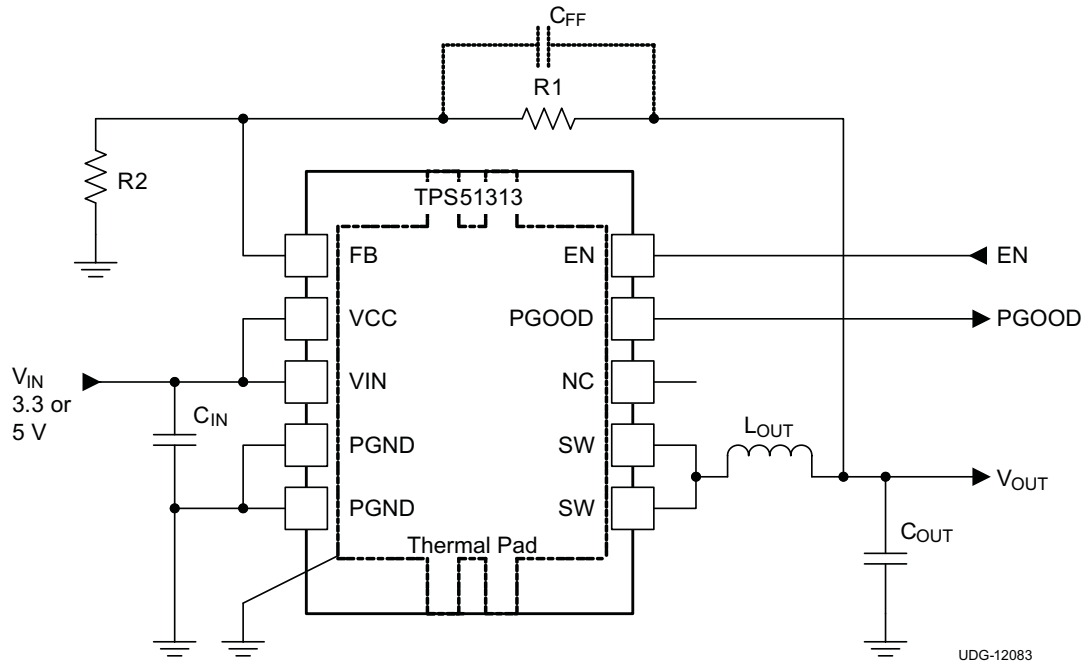 CFF
R1
R2
TPS51313
FB
EN
EN
VCC
PGOOD
PGOOD
VIN
3.3 or
5 V
CIN
VIN
NC
PGND
SW
LOUT
VOUT
PGND
SW
COUT
Thermal Pad
UDG-12083